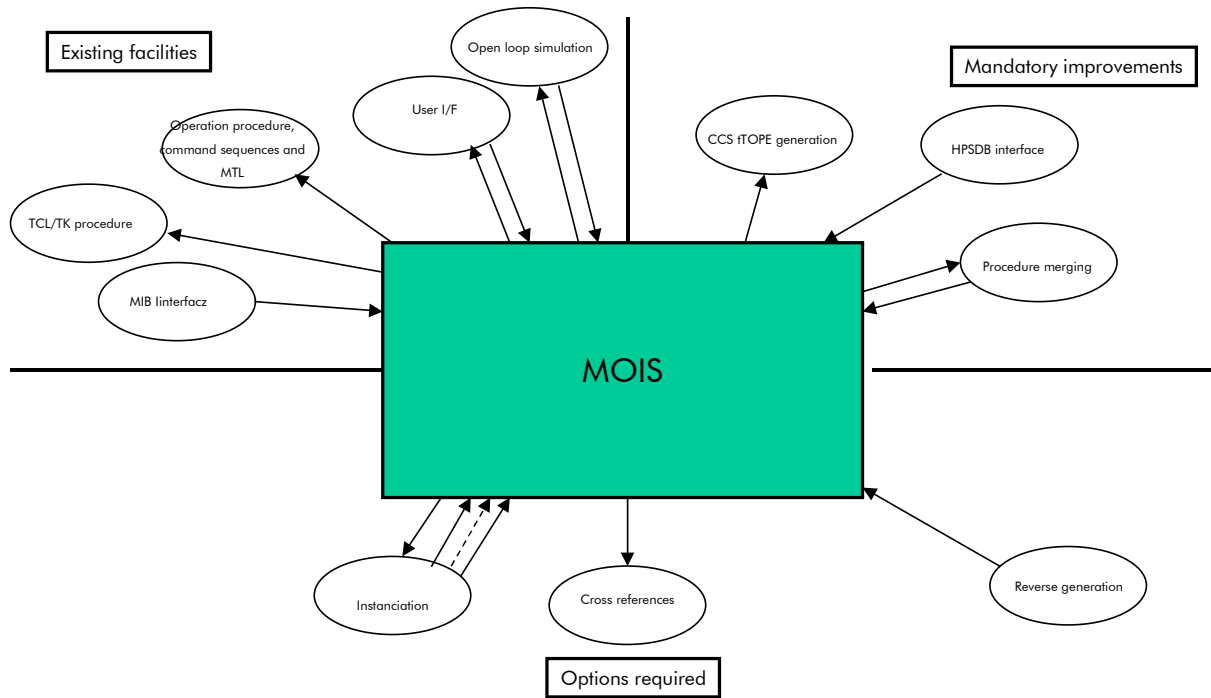 Existing facilities
Open loop simulation
Mandatory improvements
User I/F
Operation procedure,
command sequences and
MTL
CCS tTOPE generation
HPSDB interface
TCL/TK procedure
MIB Iinterfacz
Procedure merging
MOIS
Instanciation
Cross references
Reverse generation
Options required